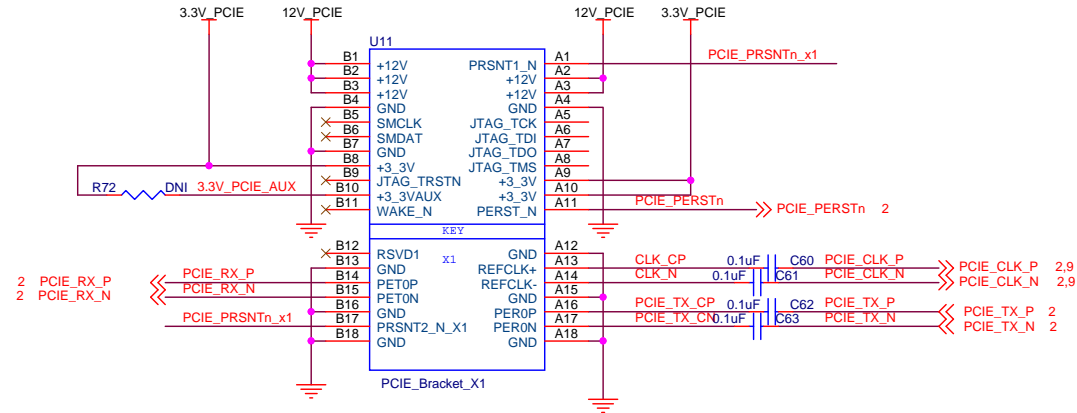 3.3V_PCIE 12V_PCIE 12V_PCIE 3.3V_PCIE
U11
B1 +12V PRSNT1_N A1 PCIE_PRSNTn_x1
B2 +12V +12V A2
B3 +12V +12V A3
B4 GND GND A4
B5 SMCLK JTAG_TCK A5
B6 SMDAT JTAG_TDI A6
B7 GND JTAG_TDO A7
B8 +3_3V JTAG_TMS A8
B9 JTAG_TRSTN +3_3V A9
R72 DNI 3.3V_PCIE_AUX B10 +3_3VAUX +3_3V A10
B11 WAKE_N PERST_N A11 PCIE_PERSTn PCIE_PERSTn 2
KEY
B12 RSVD1 X1 GND A12
B13 GND REFCLK+ A13 CLK_CP 0.1uF C60 PCIE_CLK_P PCIE_CLK_P 2,9
2 PCIE_RX_P PCIE_RX_P B14 PET0P REFCLK- A14 CLK_N 0.1uF C61 PCIE_CLK_N PCIE_CLK_N 2,9
2 PCIE_RX_N PCIE_RX_N B15 PET0N GND A15
B16 GND PER0P A16 PCIE_TX_CP 0.1uF C62 PCIE_TX_P PCIE_TX_P 2
PCIE_PRSNTn_x1 B17 PRSNT2_N_X1 PER0N A17 PCIE_TX_CN 0.1uF C63 PCIE_TX_N PCIE_TX_N 2
B18 GND GND A18
PCIE_Bracket_X1